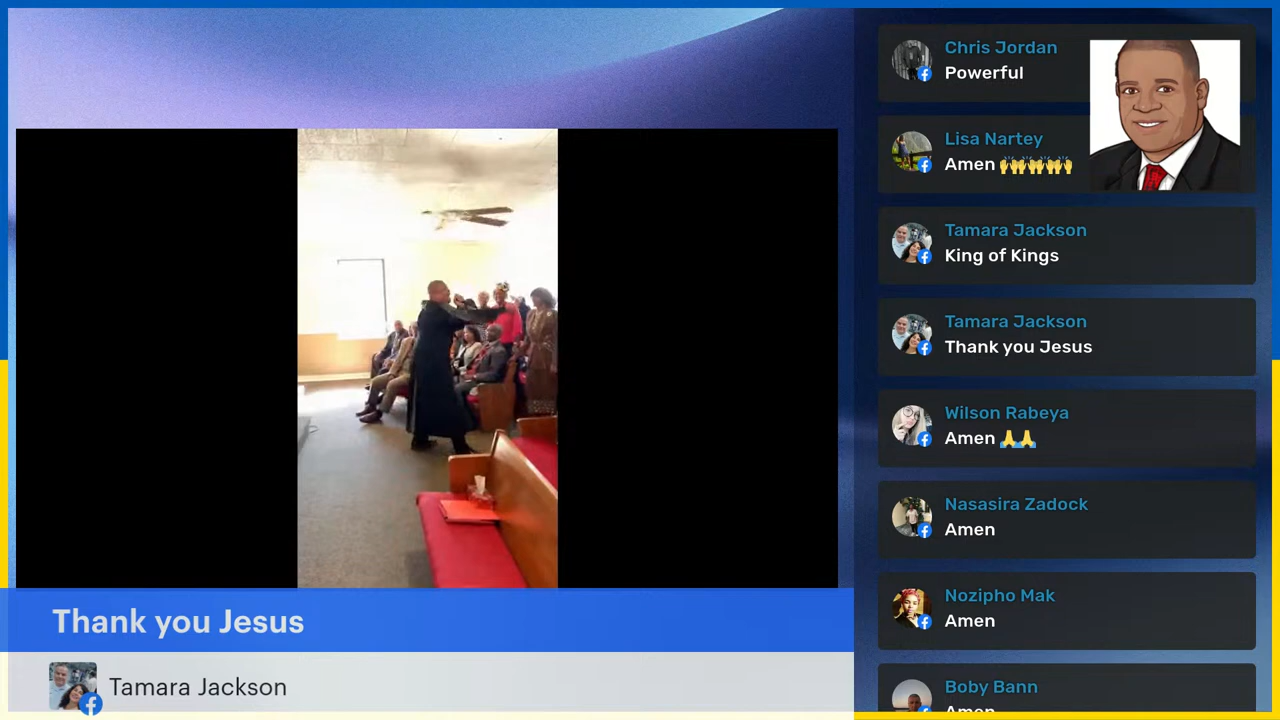 Chris Jordan
Powerful
Lisa Nartey
Amen 🙌🙌🙌🙌
Tamara Jackson
King of Kings
Tamara Jackson
Thank you Jesus
Wilson Rabeya
Amen 🙏🙏
Nasasira Zadock
Amen
Nozipho Mak
Amen
Boby Bann
Amen
Thank you Jesus
Tamara Jackson